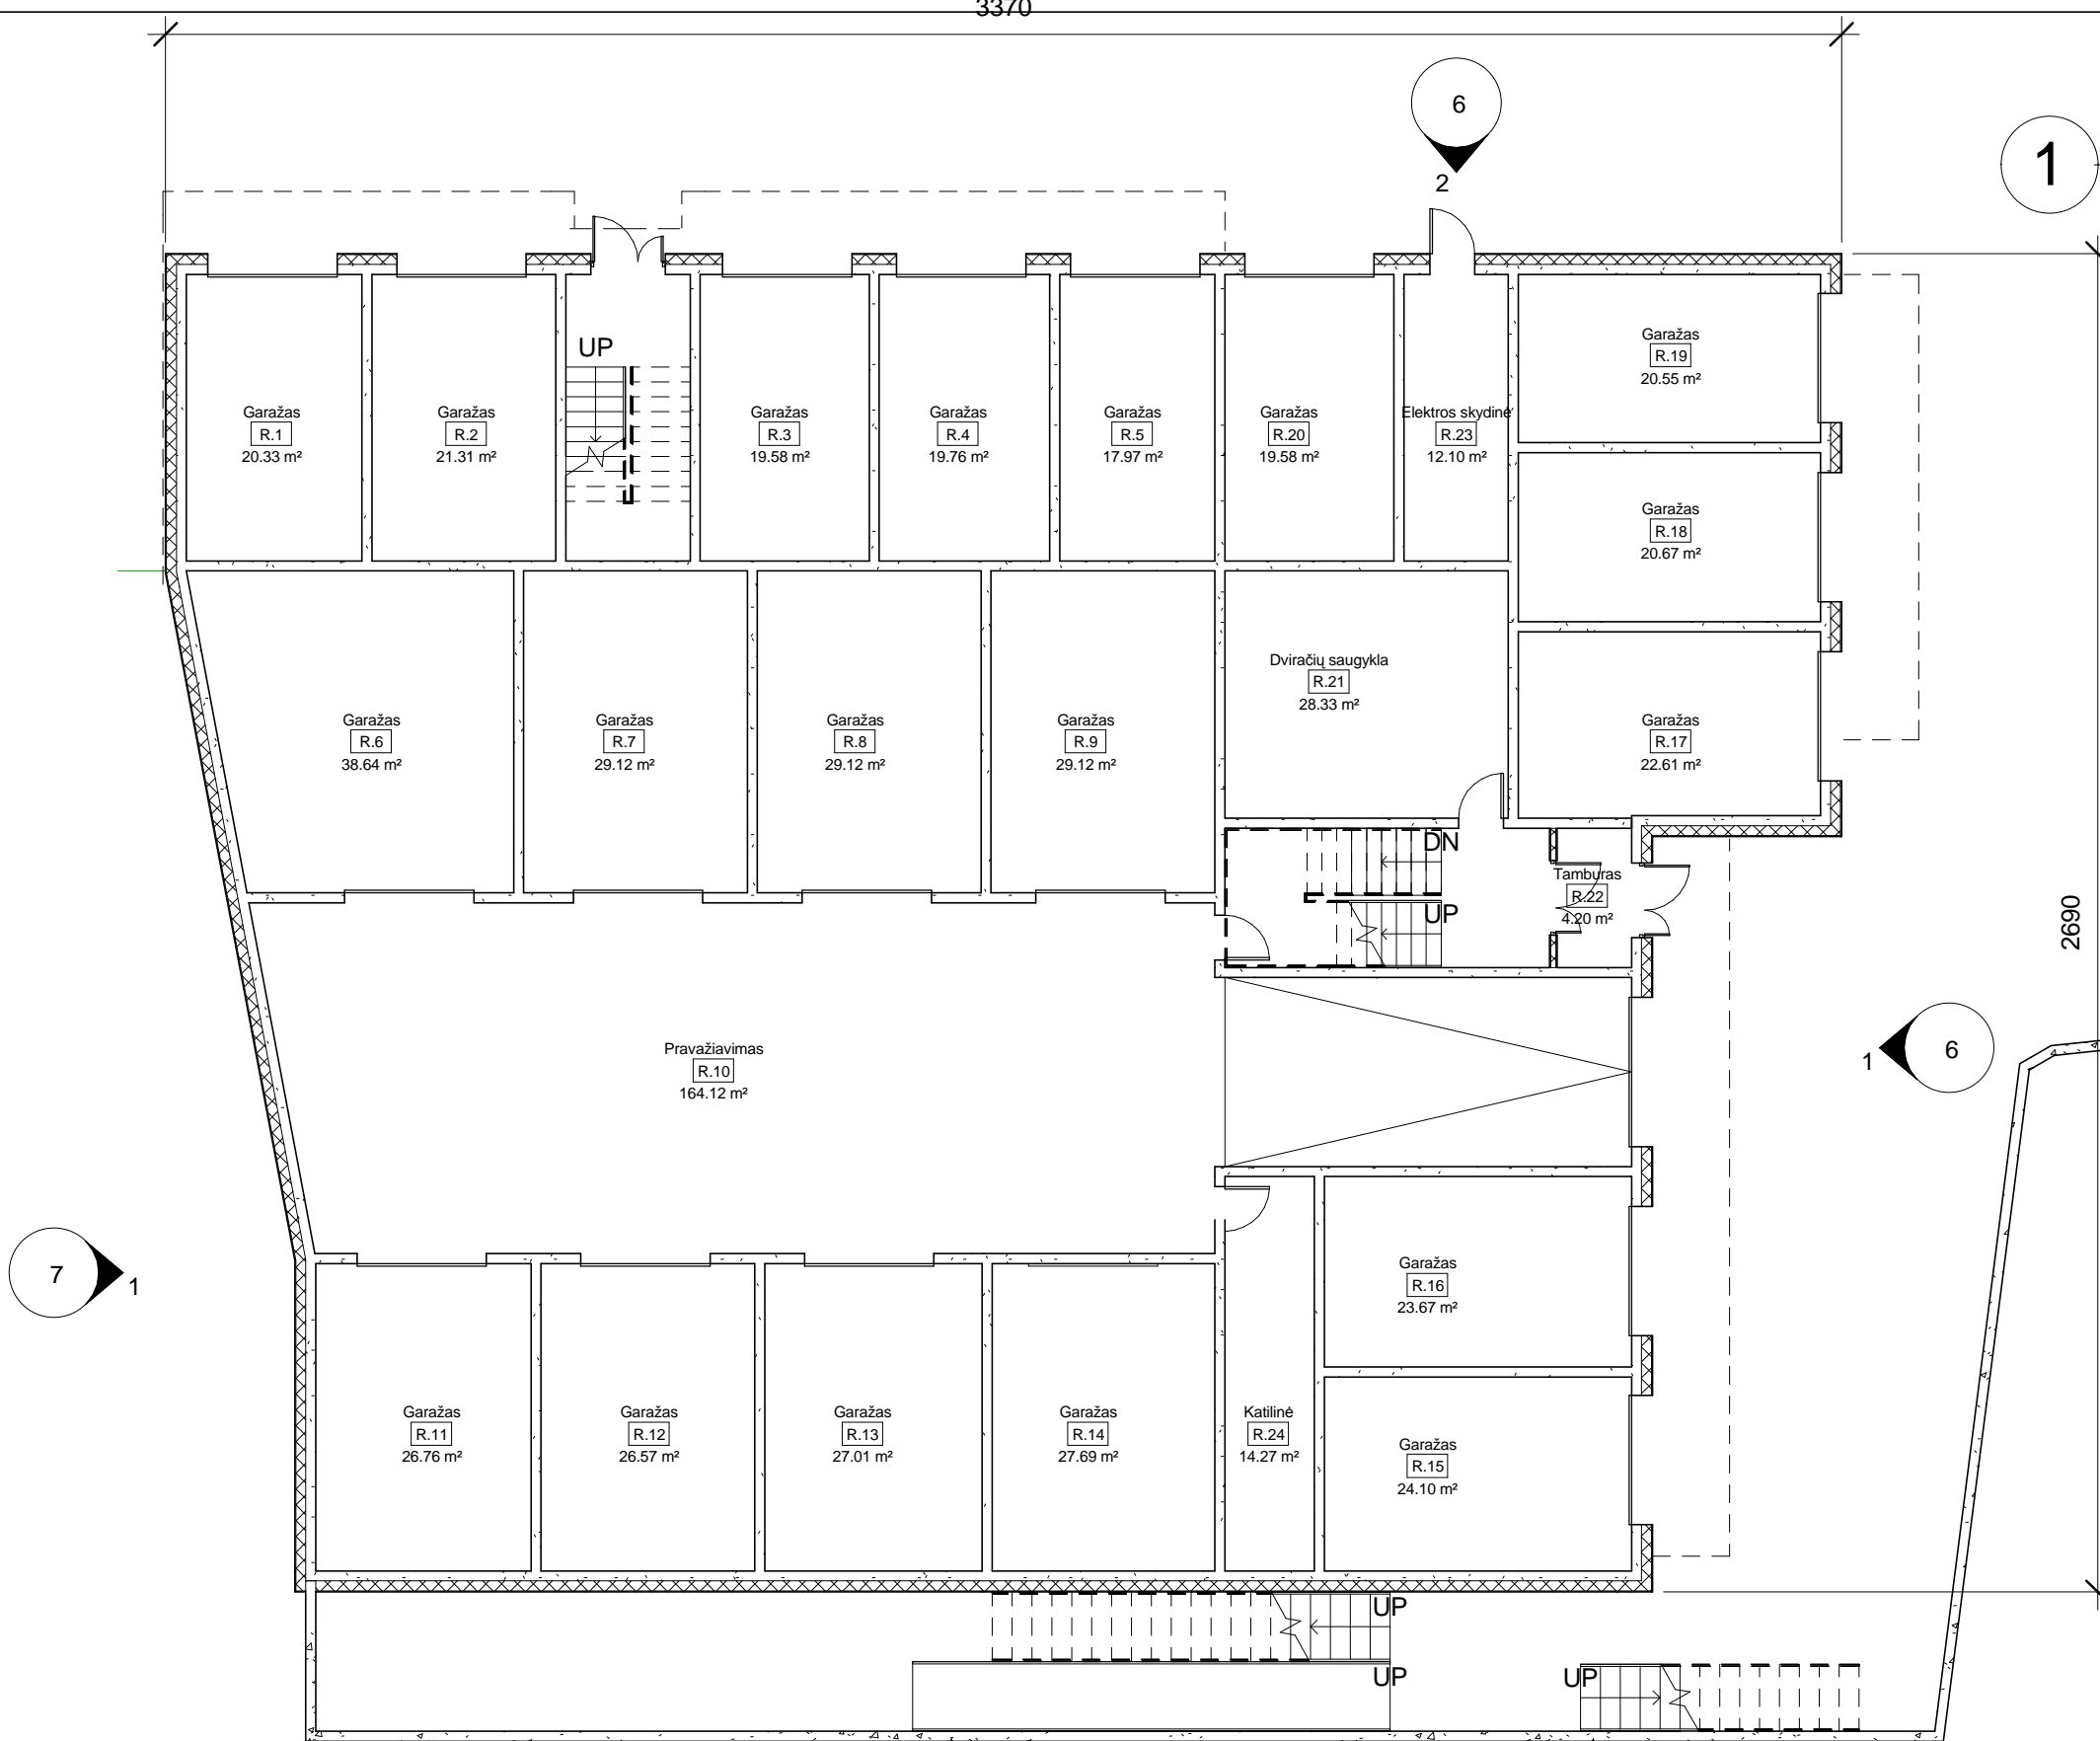 3370
6
2
1
UP
Garažas
R.1
20.33 m²
Garažas
R.2
21.31 m²
Garažas
R.3
19.58 m²
Garažas
R.4
19.76 m²
Garažas
R.5
17.97 m²
Garažas
R.20
19.58 m²
Elektros skydinė
R.23
12.10 m²
Garažas
R.19
20.55 m²
Garažas
R.18
20.67 m²
Garažas
R.17
22.61 m²
Garažas
R.6
38.64 m²
Garažas
R.7
29.12 m²
Garažas
R.8
29.12 m²
Garažas
R.9
29.12 m²
Dviračių saugykla
R.21
28.33 m²
DN
UP
Tamburas
R.22
4.20 m²
2690
Pravažiavimas
R.10
164.12 m²
1
6
7
1
Garažas
R.16
23.67 m²
Garažas
R.11
26.76 m²
Garažas
R.12
26.57 m²
Garažas
R.13
27.01 m²
Garažas
R.14
27.69 m²
Katilinė
R.24
14.27 m²
Garažas
R.15
24.10 m²
UP
UP
UP